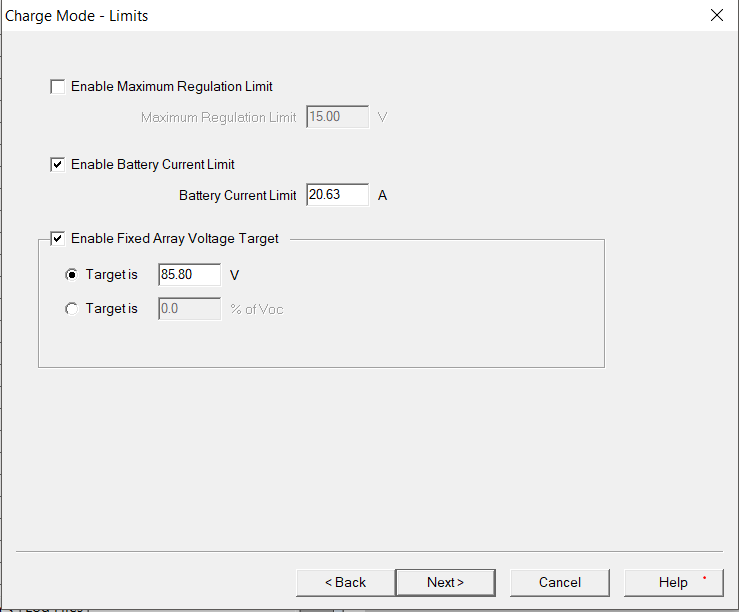 Charge Mode - Limits
Enable Maximum Regulation Limit
Maximum Regulation Limit 15.00 V
Enable Battery Current Limit
Battery Current Limit 20.63 A
Enable Fixed Array Voltage Target
Target is 85.80 V
Target is 0.0 % of Voc
< Back Next > Cancel Help *